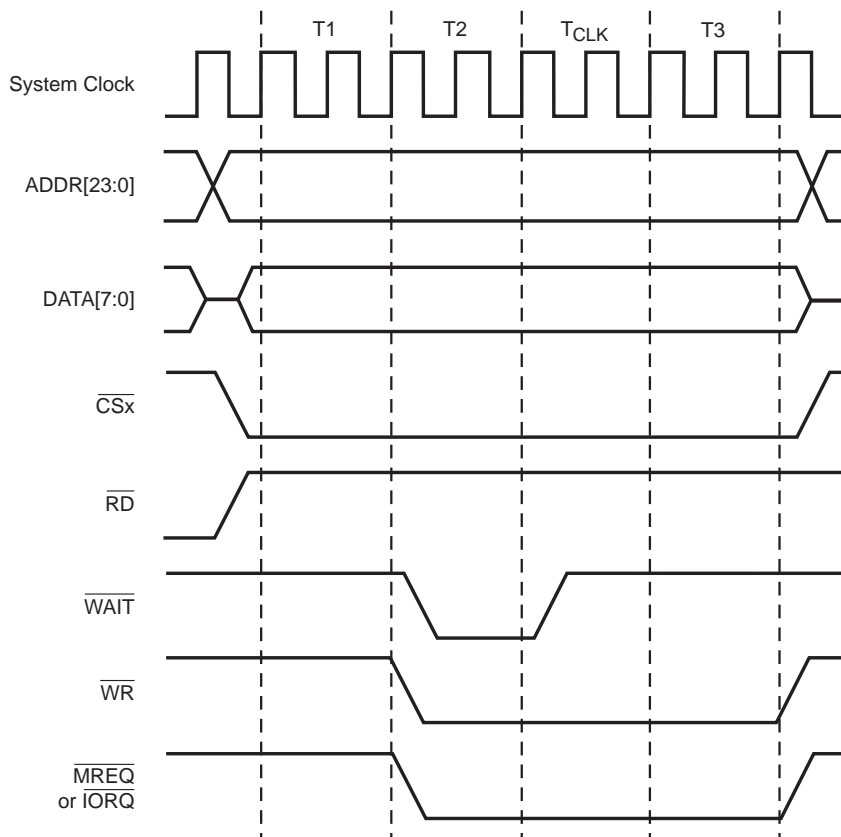 T1 T2 TCLK T3
System Clock
ADDR[23:0]
DATA[7:0]
CSx
RD
WAIT
WR
MREQ
or IORQ